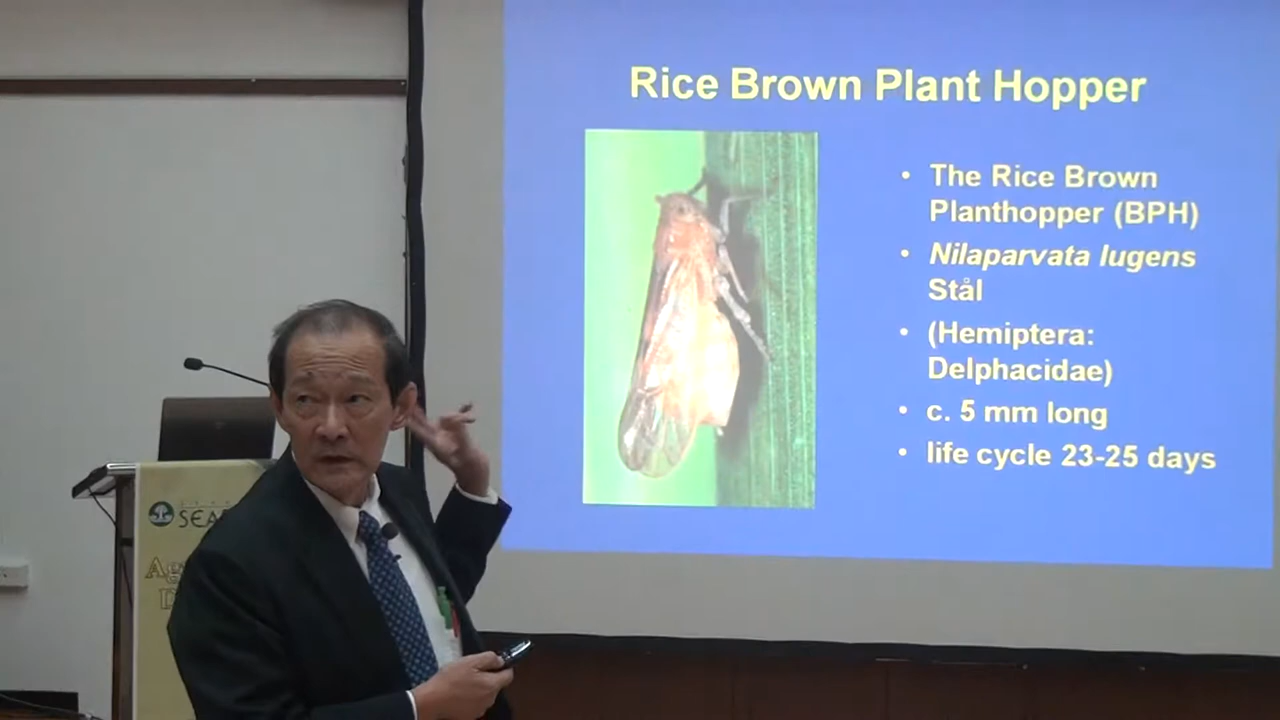 Rice Brown Plant Hopper
• The Rice Brown
Planthopper (BPH)
• Nilaparvata lugens
Stål
• (Hemiptera:
Delphacidae)
• c. 5 mm long
• life cycle 23-25 days